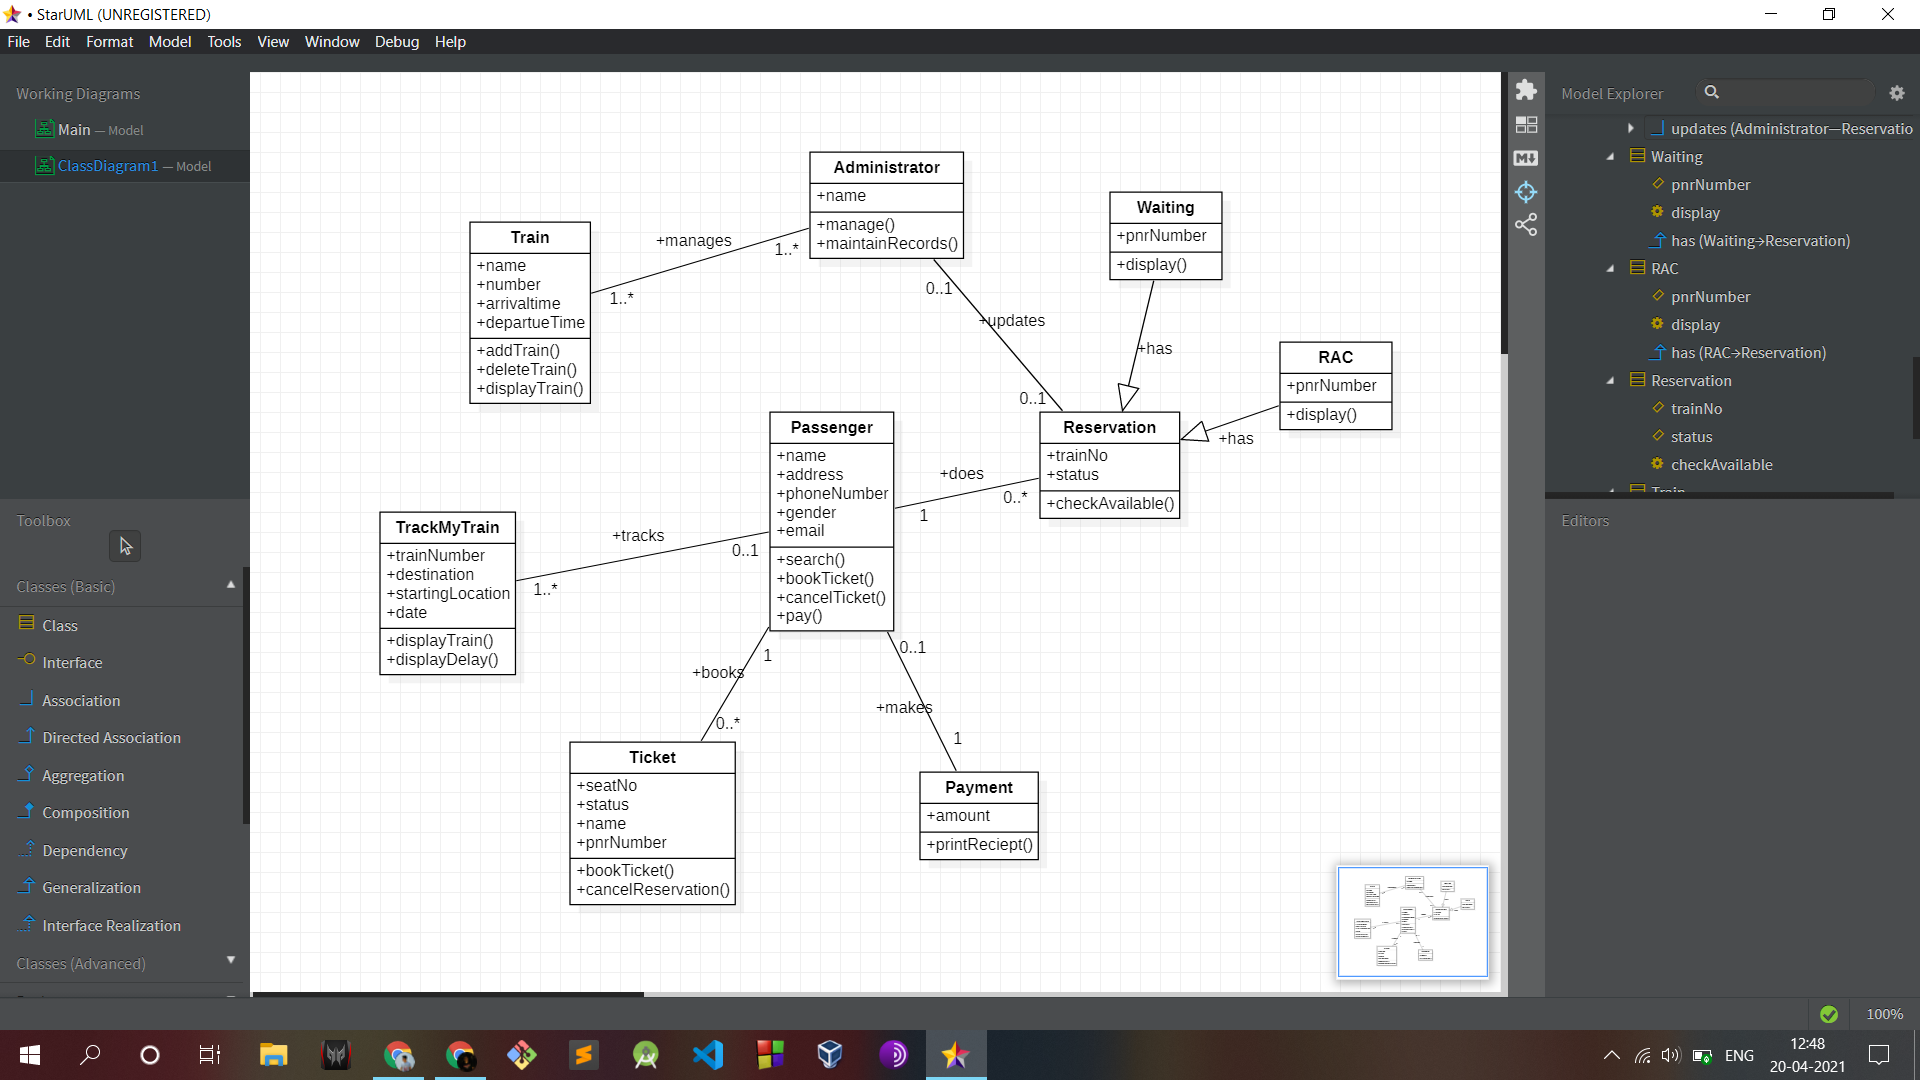 • StarUML (UNREGISTERED)
File Edit Format Model Tools View Window Debug Help
Working Diagrams
Main — Model
ClassDiagram1 — Model
Toolbox
Classes (Basic)
Class
Interface
Association
Directed Association
Aggregation
Composition
Dependency
Generalization
Interface Realization
Classes (Advanced)
Administrator
+name
+manage()
+maintainRecords()
Waiting
+pnrNumber
+display()
Train
+name
+number
+arrivaltime
+departueTime
+addTrain()
+deleteTrain()
+displayTrain()
+manages
1..*
1..*
0..1
+updates
0..1
+has
RAC
+pnrNumber
+display()
+has
Passenger
+name
+address
+phoneNumber
+gender
+email
+search()
+bookTicket()
+cancelTicket()
+pay()
Reservation
+trainNo
+status
+checkAvailable()
+does
0..*
1
TrackMyTrain
+trainNumber
+destination
+startingLocation
+date
+displayTrain()
+displayDelay()
+tracks
0..1
1..*
1
+books
0..*
0..1
+makes
1
Ticket
+seatNo
+status
+name
+pnrNumber
+bookTicket()
+cancelReservation()
Payment
+amount
+printReciept()
Model Explorer
updates (Administrator—Reservatio
Waiting
pnrNumber
display
has (Waiting→Reservation)
RAC
pnrNumber
display
has (RAC→Reservation)
Reservation
trainNo
status
checkAvailable
Train
Editors
100%
ENG
12:48
20-04-2021